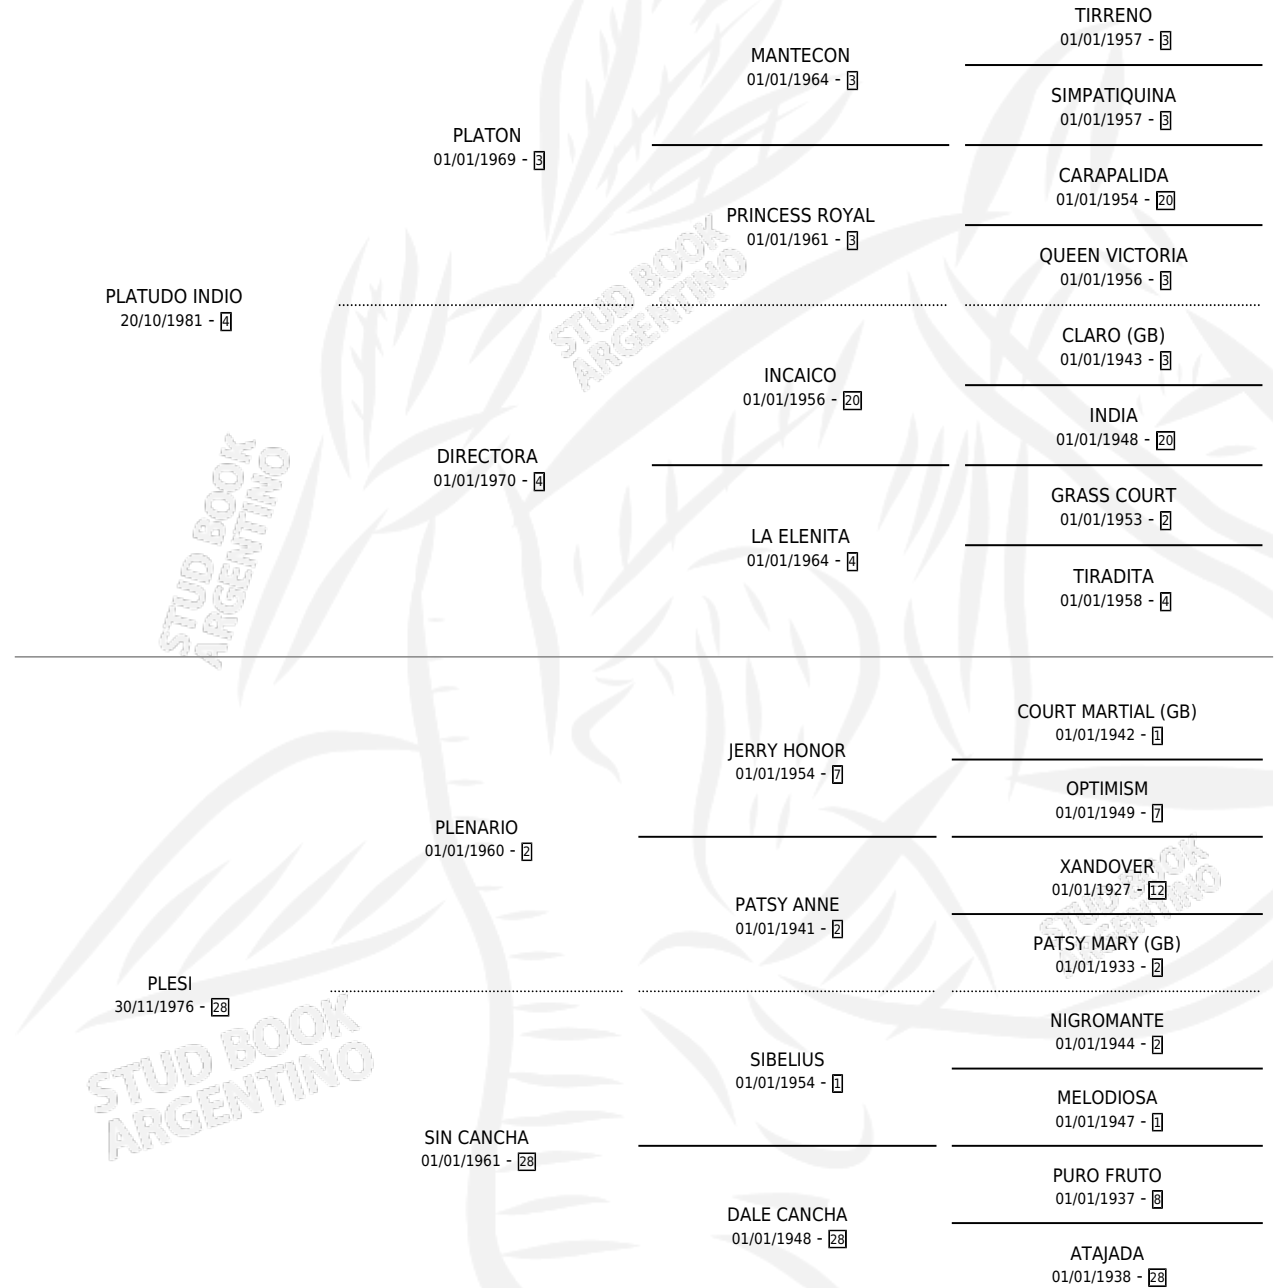 TIRRENO
01/01/1957 - 3
MANTECON
01/01/1964 - 3
SIMPATIQUINA
01/01/1957 - 3
PLATON
01/01/1969 - 3
CARAPALIDA
01/01/1954 - 20
PRINCESS ROYAL
01/01/1961 - 3
QUEEN VICTORIA
01/01/1956 - 3
PLATUDO INDIO
20/10/1981 - 4
STUD BOOK
ARGENTINO
CLARO (GB)
01/01/1943 - 3
INCAICO
01/01/1956 - 20
INDIA
01/01/1948 - 20
DIRECTORA
01/01/1970 - 4
GRASS COURT
01/01/1953 - 2
LA ELENITA
01/01/1964 - 4
TIRADITA
01/01/1958 - 4
STUD BOOK
ARGENTINO
COURT MARTIAL (GB)
01/01/1942 - 1
JERRY HONOR
01/01/1954 - 7
OPTIMISM
01/01/1949 - 7
PLENARIO
01/01/1960 - 2
XANDOVER
01/01/1927 - 12
PATSY ANNE
01/01/1941 - 2
PATSY MARY (GB)
01/01/1933 - 2
STUD BOOK
ARGENTINO
PLESI
30/11/1976 - 28
NIGROMANTE
01/01/1944 - 2
SIBELIUS
01/01/1954 - 1
MELODIOSA
01/01/1947 - 1
STUD BOOK
ARGENTINO
SIN CANCHA
01/01/1961 - 28
PURO FRUTO
01/01/1937 - 8
DALE CANCHA
01/01/1948 - 28
ATAJADA
01/01/1938 - 28